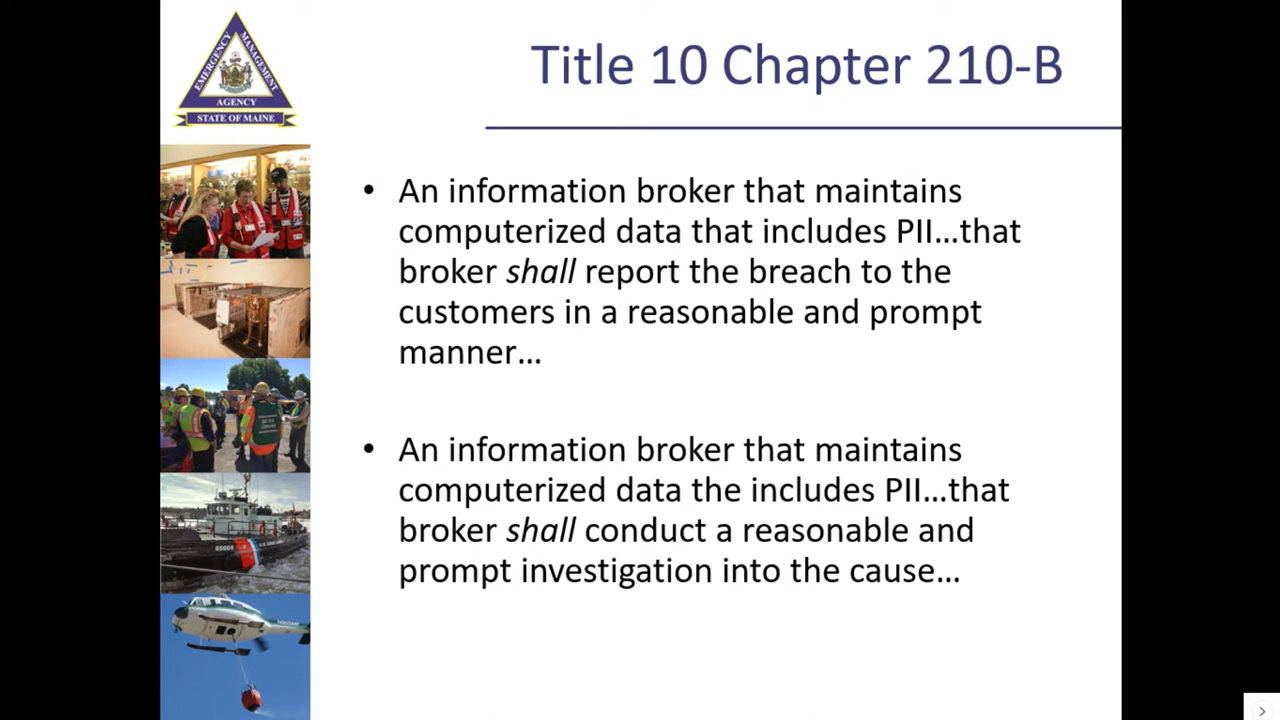 EMERGENCY MANAGEMENT
AGENCY
STATE OF MAINE
Title 10 Chapter 210-B
• An information broker that maintains
computerized data that includes PII…that
broker shall report the breach to the
customers in a reasonable and prompt
manner…
• An information broker that maintains
computerized data the includes PII…that
broker shall conduct a reasonable and
prompt investigation into the cause…